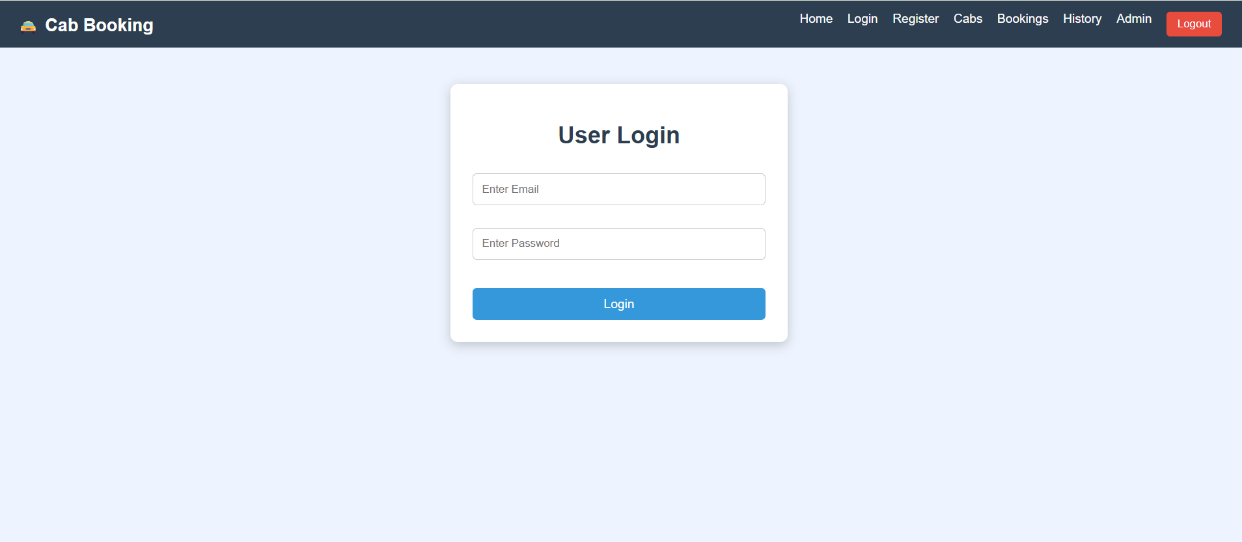 Cab Booking
Home Login Register Cabs Bookings History Admin Logout
User Login
Enter Email
Enter Password
Login